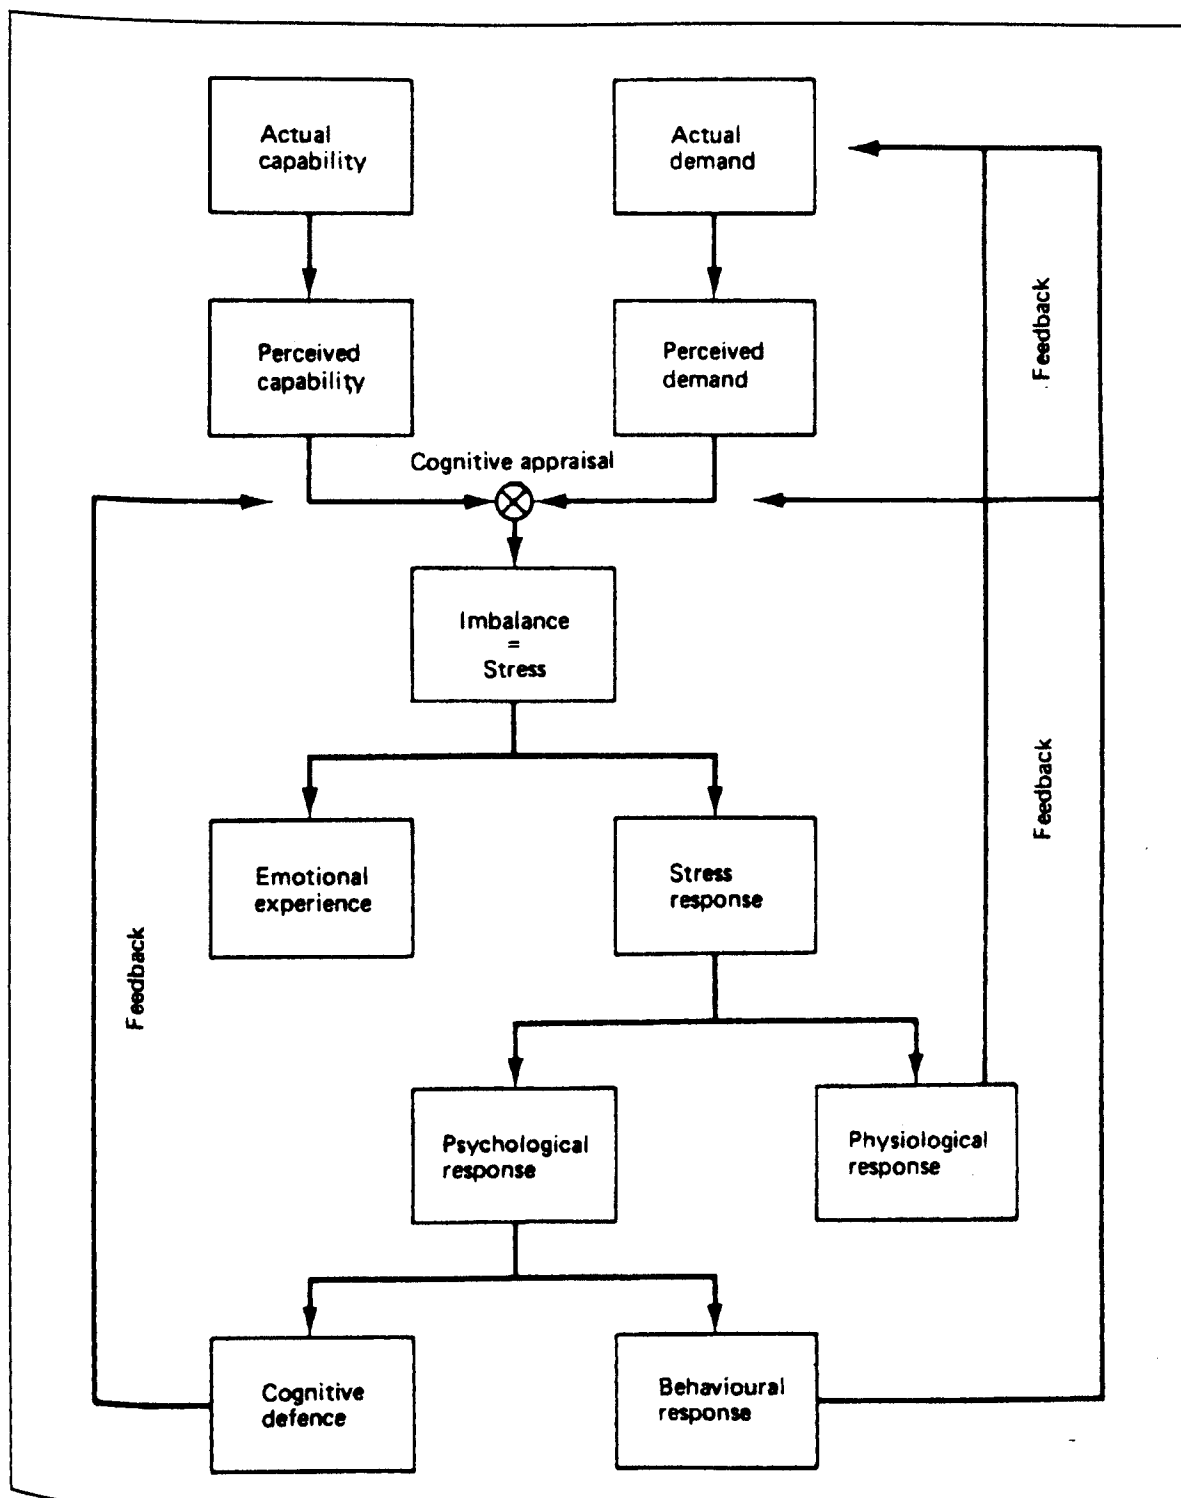 Actual
capability
Actual
demand
Perceived
capability
Perceived
demand
Feedback
Cognitive appraisal
Imbalance
=
Stress
Feedback
Emotional
experience
Stress
response
Feedback
Psychological
response
Physiological
response
Cognitive
defence
Behavioural
response